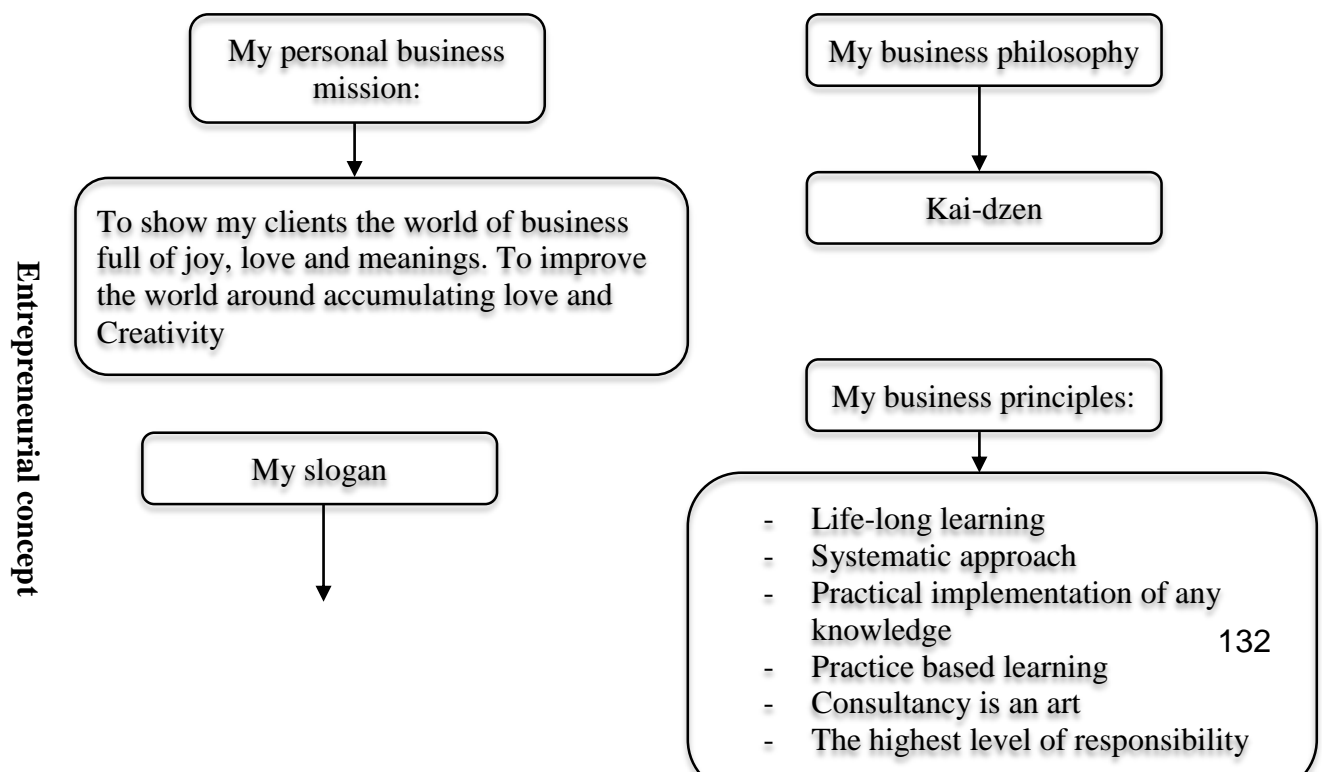 My personal business
mission:
To show my clients the world of business
full of joy, love and meanings. To improve
the world around accumulating love and
Creativity
My slogan
My business philosophy
Kai-dzen
My business principles:
- Life-long learning
- Systematic approach
- Practical implementation of any
knowledge
- Practice based learning
- Consultancy is an art
- The highest level of responsibility
132
Entrepreneurial concept